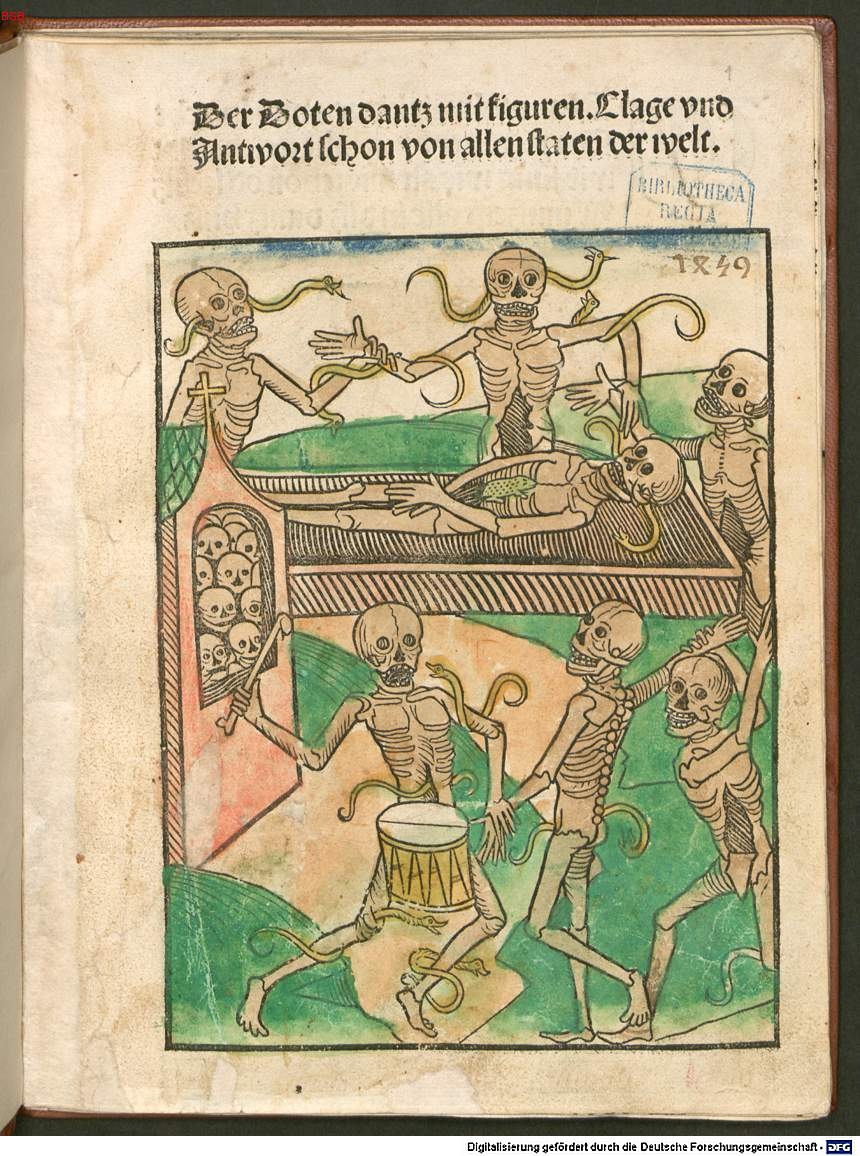 BSB
1
Der Doten dantz mit figuren. Clage vnd
Antwort schon von allen staten der welt.
BIBLIOTHECA
REGIA
1849
Digitalisierung gefördert durch die Deutsche Forschungsgemeinschaft - DFG